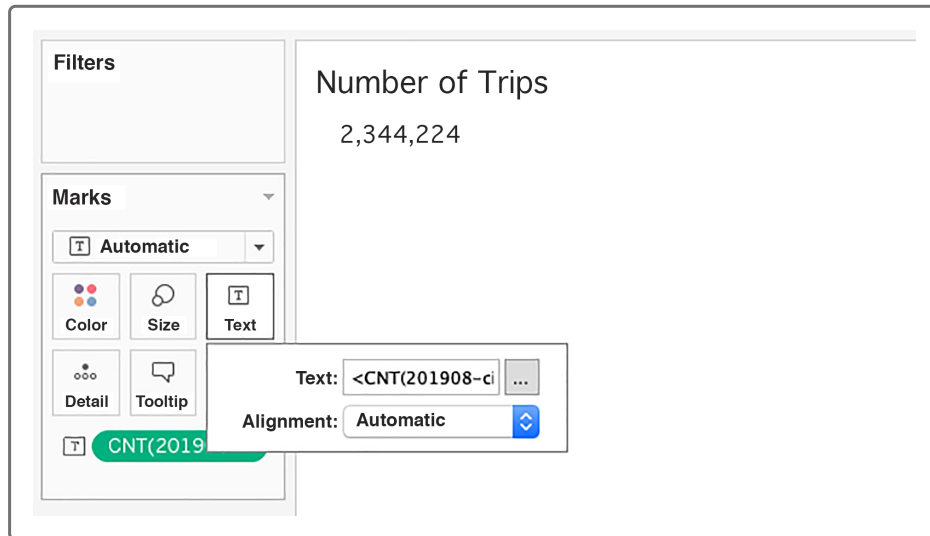 Filters
Number of Trips
2,344,224
Marks
T Automatic
Color Size T Text
Detail Tooltip
Text: <CNT(201908-ci ...
Alignment: Automatic
T CNT(2019